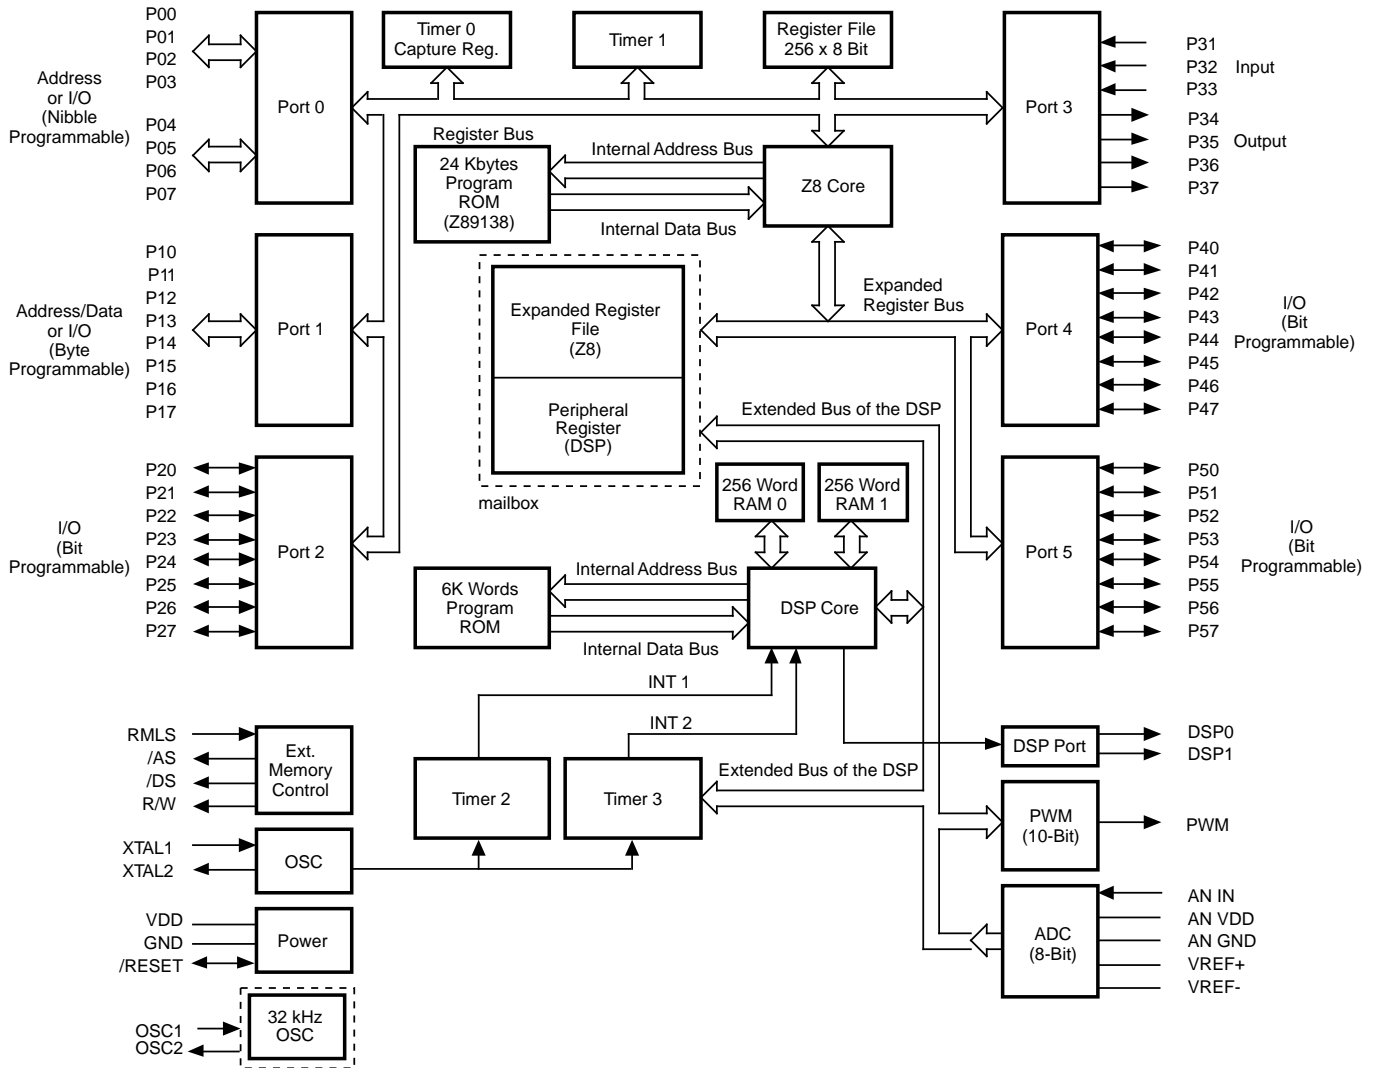 P00
P01
P02
P03
Address
or I/O
(Nibble
Programmable)
P04
P05
P06
P07
Port 0
Timer 0
Capture Reg.
Timer 1
Register File
256 x 8 Bit
Port 3
P31
P32
P33
Input
P34
P35
P36
P37
Output
Register Bus
24 Kbytes
Program
ROM
(Z89138)
Internal Address Bus
Internal Data Bus
Z8 Core
P10
P11
P12
P13
P14
P15
P16
P17
Address/Data
or I/O
(Byte
Programmable)
Port 1
Expanded Register
File
(Z8)
Peripheral
Register
(DSP)
mailbox
Expanded
Register Bus
Port 4
P40
P41
P42
P43
P44
P45
P46
P47
I/O
(Bit
Programmable)
Extended Bus of the DSP
P20
P21
P22
P23
P24
P25
P26
P27
I/O
(Bit
Programmable)
Port 2
256 Word
RAM 0
256 Word
RAM 1
6K Words
Program
ROM
Internal Address Bus
Internal Data Bus
DSP Core
Port 5
P50
P51
P52
P53
P54
P55
P56
P57
I/O
(Bit
Programmable)
INT 1
INT 2
RMLS
/AS
/DS
R/W
Ext.
Memory
Control
Timer 2
Timer 3
Extended Bus of the DSP
DSP Port
DSP0
DSP1
PWM
(10-Bit)
PWM
XTAL1
XTAL2
OSC
VDD
GND
/RESET
Power
ADC
(8-Bit)
AN IN
AN VDD
AN GND
VREF+
VREF-
OSC1
OSC2
32 kHz
OSC